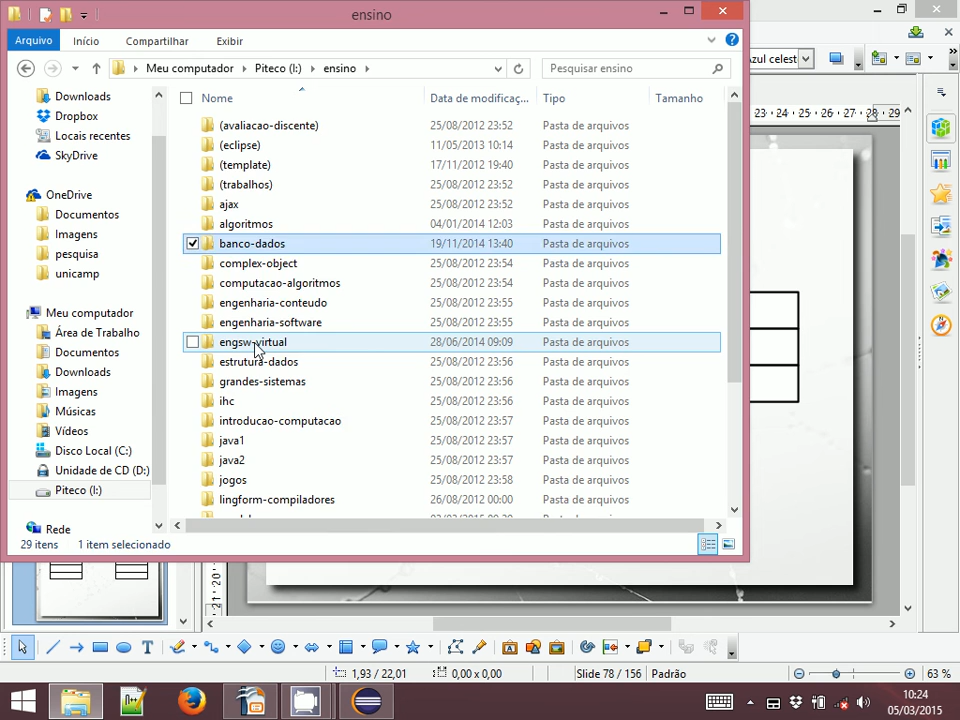 ensino
Arquivo
Início
Compartilhar
Exibir
Meu computador
Piteco (I:)
ensino
Pesquisar ensino
Azul celest
Downloads
Dropbox
Locais recentes
SkyDrive
OneDrive
Documentos
Imagens
pesquisa
unicamp
Meu computador
Área de Trabalho
Documentos
Downloads
Imagens
Músicas
Vídeos
Disco Local (C:)
Unidade de CD (D:)
Piteco (I:)
Rede
Nome Data de modificaç... Tipo Tamanho
(avaliacao-discente) 25/08/2012 23:52 Pasta de arquivos
(eclipse) 11/05/2013 10:14 Pasta de arquivos
(template) 17/11/2012 19:40 Pasta de arquivos
(trabalhos) 25/08/2012 23:52 Pasta de arquivos
ajax 25/08/2012 23:52 Pasta de arquivos
algoritmos 04/01/2014 12:03 Pasta de arquivos
banco-dados 19/11/2014 13:40 Pasta de arquivos
complex-object 25/08/2012 23:54 Pasta de arquivos
computacao-algoritmos 25/08/2012 23:54 Pasta de arquivos
engenharia-conteudo 25/08/2012 23:55 Pasta de arquivos
engenharia-software 25/08/2012 23:55 Pasta de arquivos
engsw-virtual 28/06/2014 09:09 Pasta de arquivos
estrutura-dados 25/08/2012 23:56 Pasta de arquivos
grandes-sistemas 25/08/2012 23:56 Pasta de arquivos
ihc 25/08/2012 23:56 Pasta de arquivos
introducao-computacao 25/08/2012 23:57 Pasta de arquivos
java1 25/08/2012 23:57 Pasta de arquivos
java2 25/08/2012 23:57 Pasta de arquivos
jogos 25/08/2012 23:58 Pasta de arquivos
lingform-compiladores 26/08/2012 00:00 Pasta de arquivos
29 itens 1 item selecionado
23 24 25 26 27 28 29
20 21
1,93 / 22,01 0,00 x 0,00 Slide 78 / 156 Padrão 63 %
10:24
05/03/2015